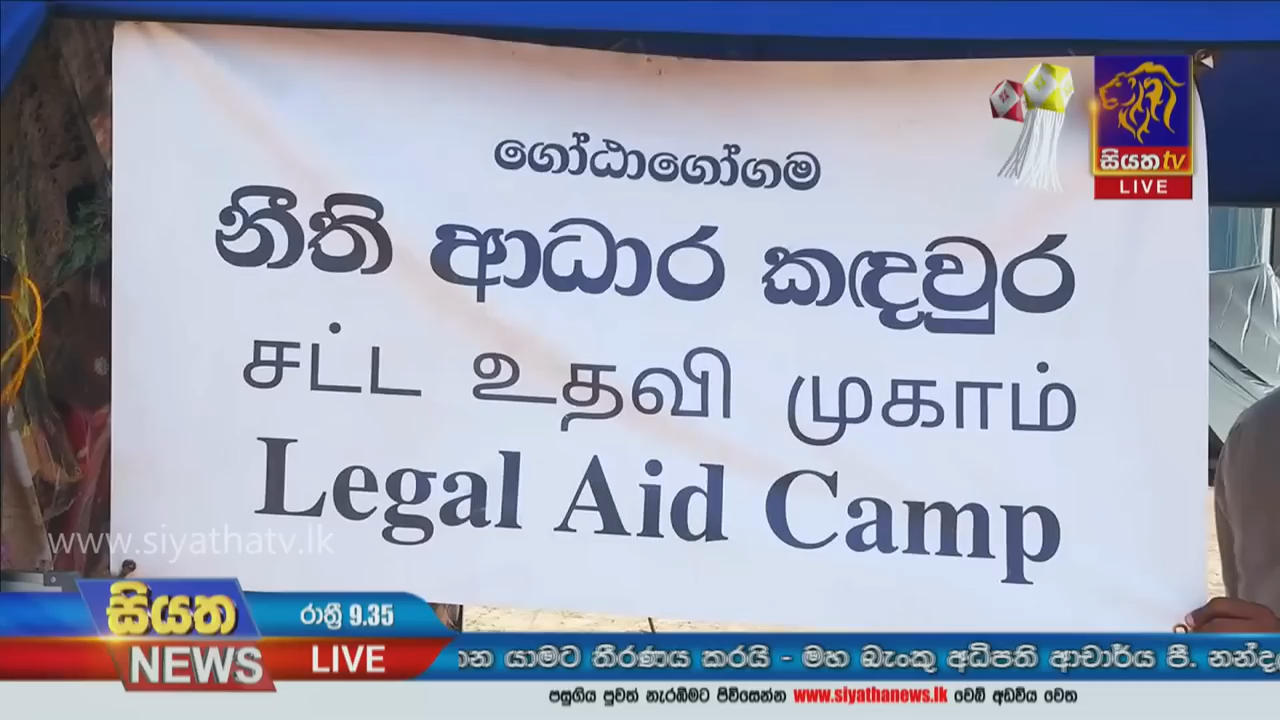 ගෝඨාගෝගම
නීති ආධාර කඳවුර
சட்ட உதவி முகாம்
Legal Aid Camp
සියත tv
LIVE
www.siyathatv.lk
සියත
NEWS
රාත්‍රී 9.35
LIVE
යාමට තීරණය කරයි - මහ බැංකු අධිපති ආචාර්ය පී.
පසුගිය පුවත් නැරඹීමට පිවිසෙන්න www.siyathanews.lk වෙබ් අඩවිය වෙත